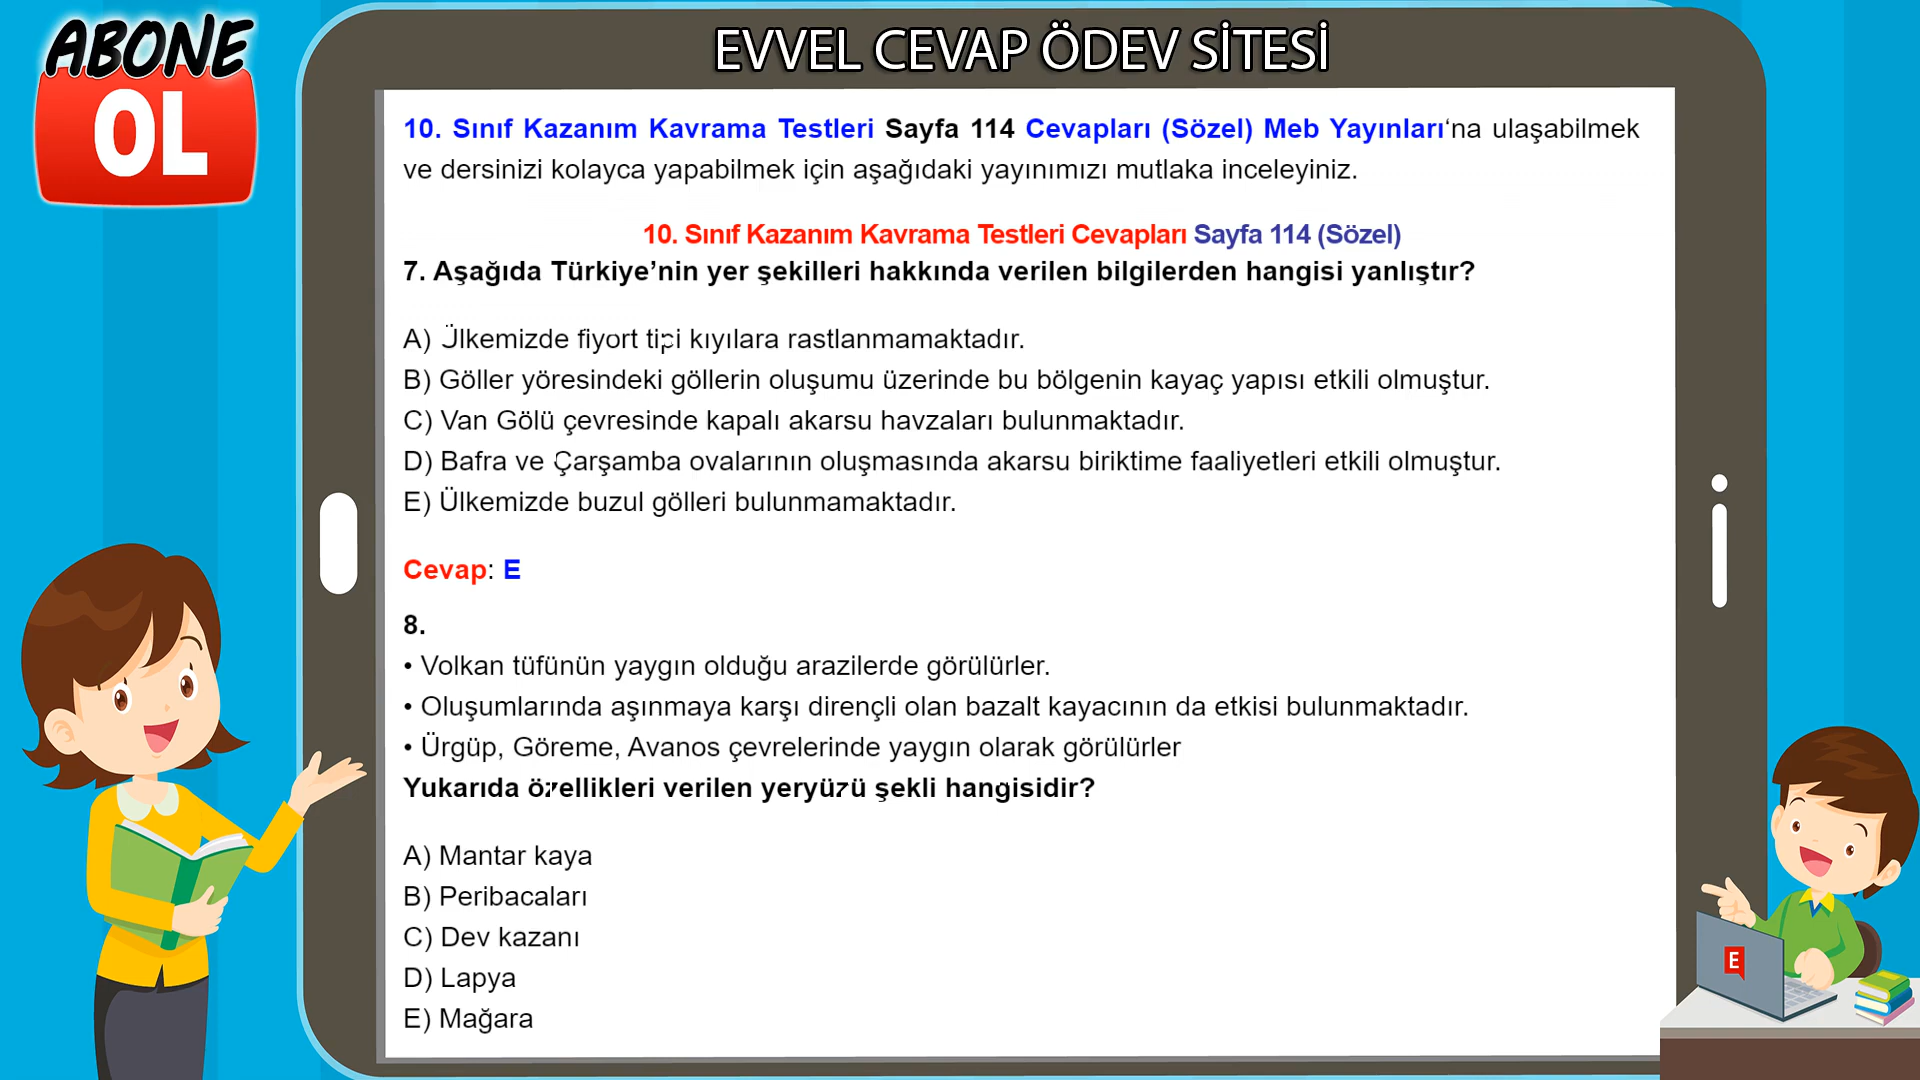 ABONE
OL
EVVEL CEVAP ÖDEV SİTESİ
10. Sınıf Kazanım Kavrama Testleri Sayfa 114 Cevapları (Sözel) Meb Yayınları‘na ulaşabilmek
ve dersinizi kolayca yapabilmek için aşağıdaki yayınımızı mutlaka inceleyiniz.
10. Sınıf Kazanım Kavrama Testleri Cevapları Sayfa 114 (Sözel)
7. Aşağıda Türkiye’nin yer şekilleri hakkında verilen bilgilerden hangisi yanlıştır?
A) Ülkemizde fiyort tipi kıyılara rastlanmamaktadır.
B) Göller yöresindeki göllerin oluşumu üzerinde bu bölgenin kayaç yapısı etkili olmuştur.
C) Van Gölü çevresinde kapalı akarsu havzaları bulunmaktadır.
D) Bafra ve Çarşamba ovalarının oluşmasında akarsu biriktime faaliyetleri etkili olmuştur.
E) Ülkemizde buzul gölleri bulunmamaktadır.
Cevap: E
8.
• Volkan tüfünün yaygın olduğu arazilerde görülürler.
• Oluşumlarında aşınmaya karşı dirençli olan bazalt kayacının da etkisi bulunmaktadır.
• Ürgüp, Göreme, Avanos çevrelerinde yaygın olarak görülürler
Yukarıda özellikleri verilen yeryüzü şekli hangisidir?
A) Mantar kaya
B) Peribacaları
C) Dev kazanı
D) Lapya
E) Mağara
E